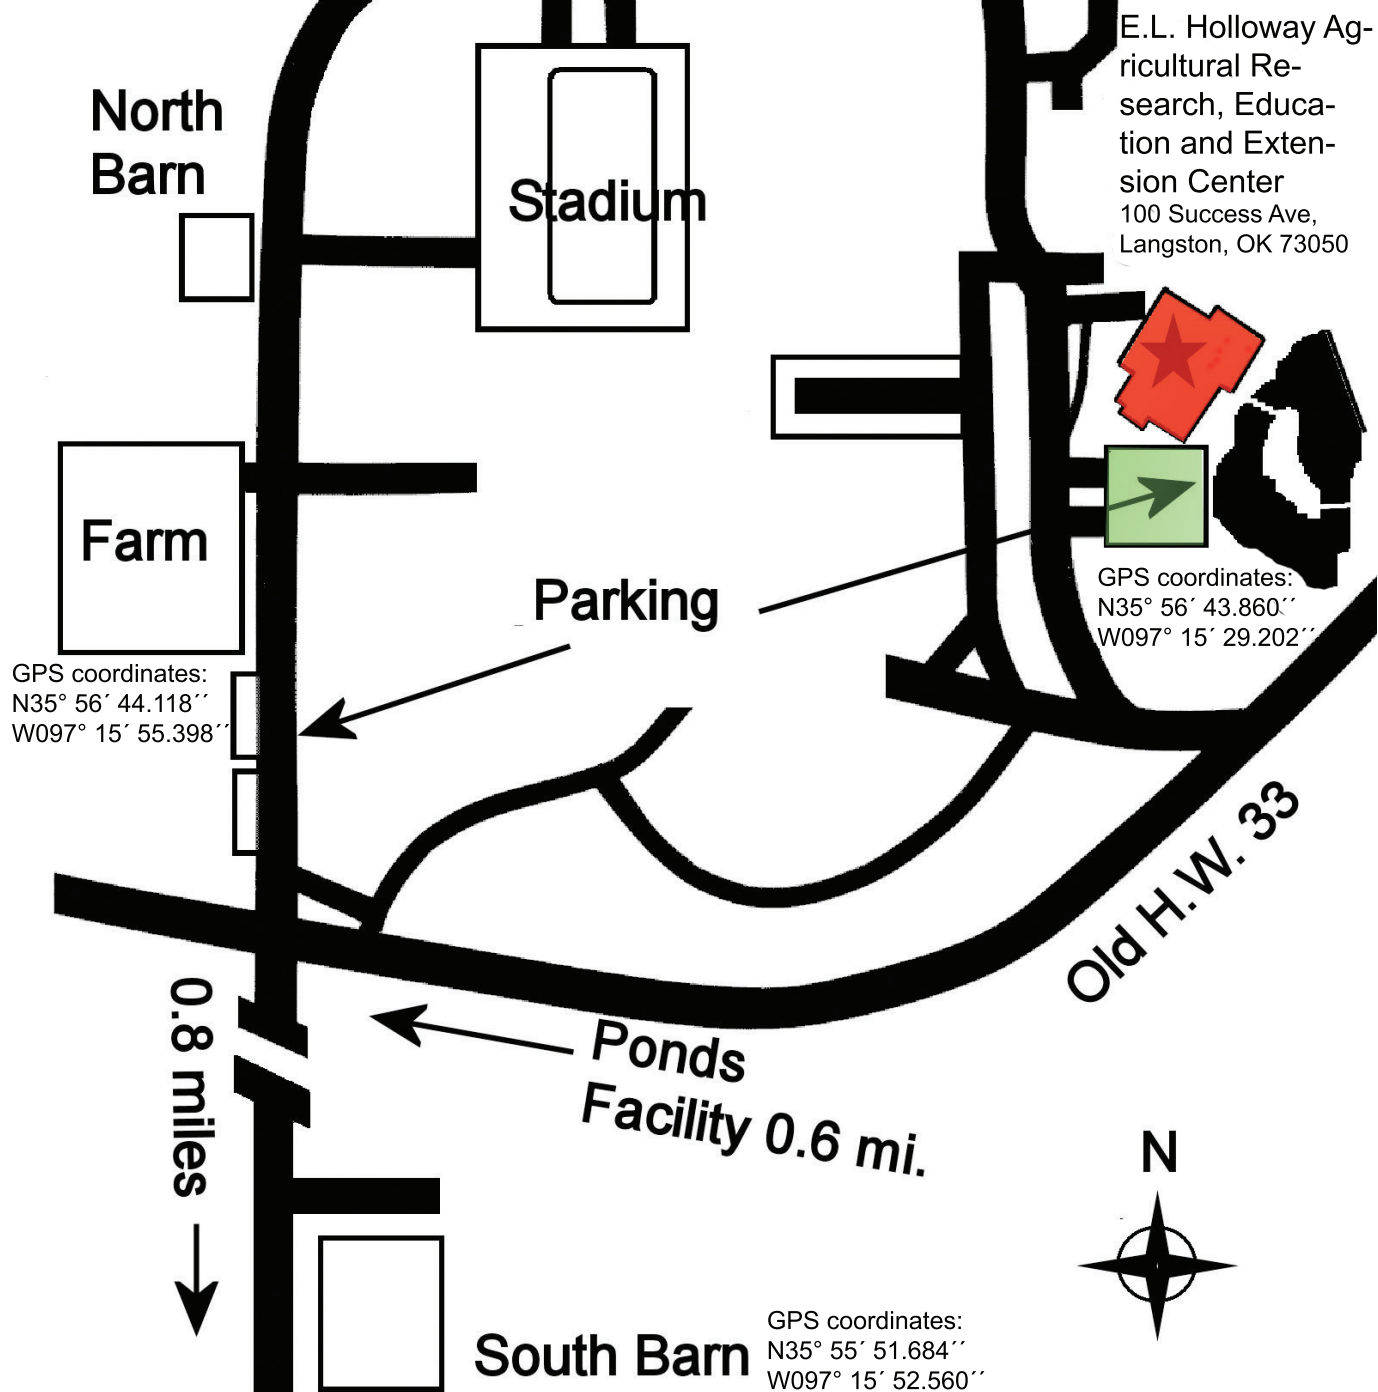 E.L. Holloway Ag-
ricultural Re-
search, Educa-
tion and Exten-
sion Center
100 Success Ave,
Langston, OK 73050
North
Barn
Stadium
Farm
GPS coordinates:
N35° 56´ 43.860´´
W097° 15´ 29.202´´
Parking
GPS coordinates:
N35° 56´ 44.118´´
W097° 15´ 55.398´´
Old H.W. 33
0.8 miles
Ponds
Facility 0.6 mi.
N
South Barn
GPS coordinates:
N35° 55´ 51.684´´
W097° 15´ 52.560´´